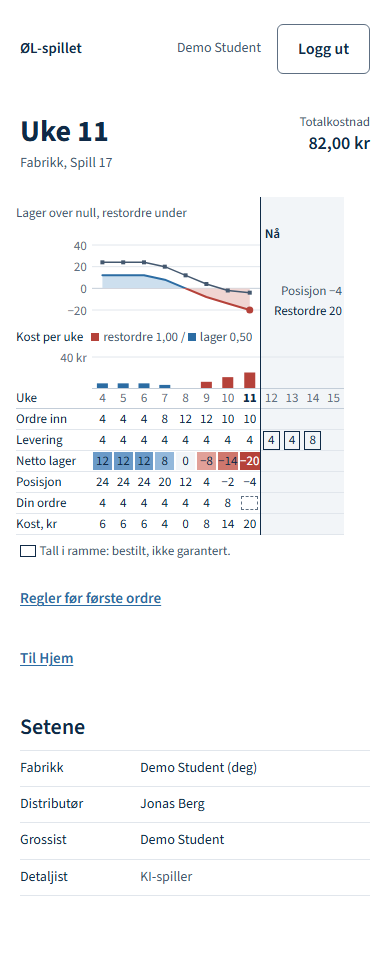 ØL-spillet Demo Student Logg ut
Uke 11 Totalkostnad
82,00 kr
Fabrikk, Spill 17
Lager over null, restordre under
Nå
40
20
0
Posisjon −4
−20 Restordre 20
Kost per uke restordre 1,00 / lager 0,50
40 kr
Uke 4 5 6 7 8 9 10 11 12 13 14 15
Ordre inn 4 4 4 8 12 12 10 10
Levering 4 4 4 4 4 4 4 4 4 4 8
Netto lager 12 12 12 8 0 −8 −14 −20
Posisjon 24 24 24 20 12 4 −2 −4
Din ordre 4 4 4 4 4 4 8
Kost, kr 6 6 6 4 0 8 14 20
Tall i ramme: bestilt, ikke garantert.
Regler før første ordre
Til Hjem
Setene
Fabrikk Demo Student (deg)
Distributør Jonas Berg
Grossist Demo Student
Detaljist KI-spiller